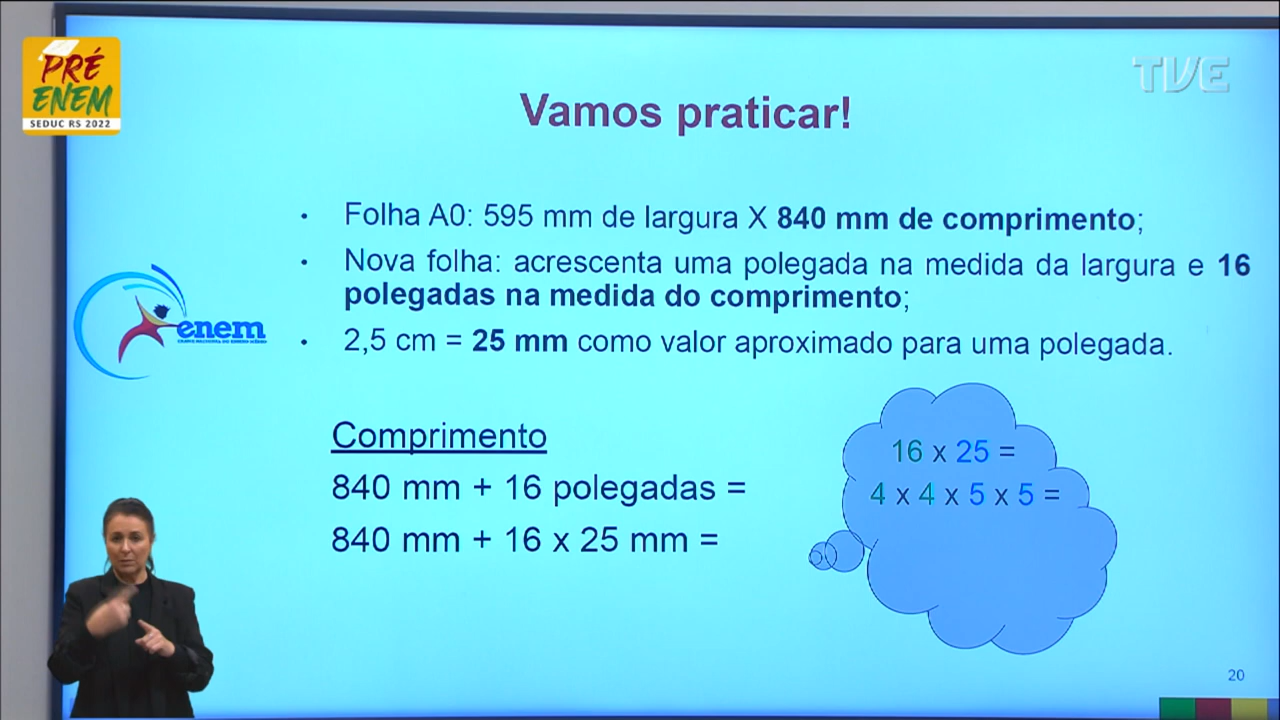 PRÉ
ENEM
SEDUC RS 2022
TVE
Vamos praticar!
• Folha A0: 595 mm de largura X 840 mm de comprimento;
• Nova folha: acrescenta uma polegada na medida da largura e 16
polegadas na medida do comprimento;
• 2,5 cm = 25 mm como valor aproximado para uma polegada.
enem
Comprimento
840 mm + 16 polegadas =
840 mm + 16 x 25 mm =
16 x 25 =
4 x 4 x 5 x 5 =
20